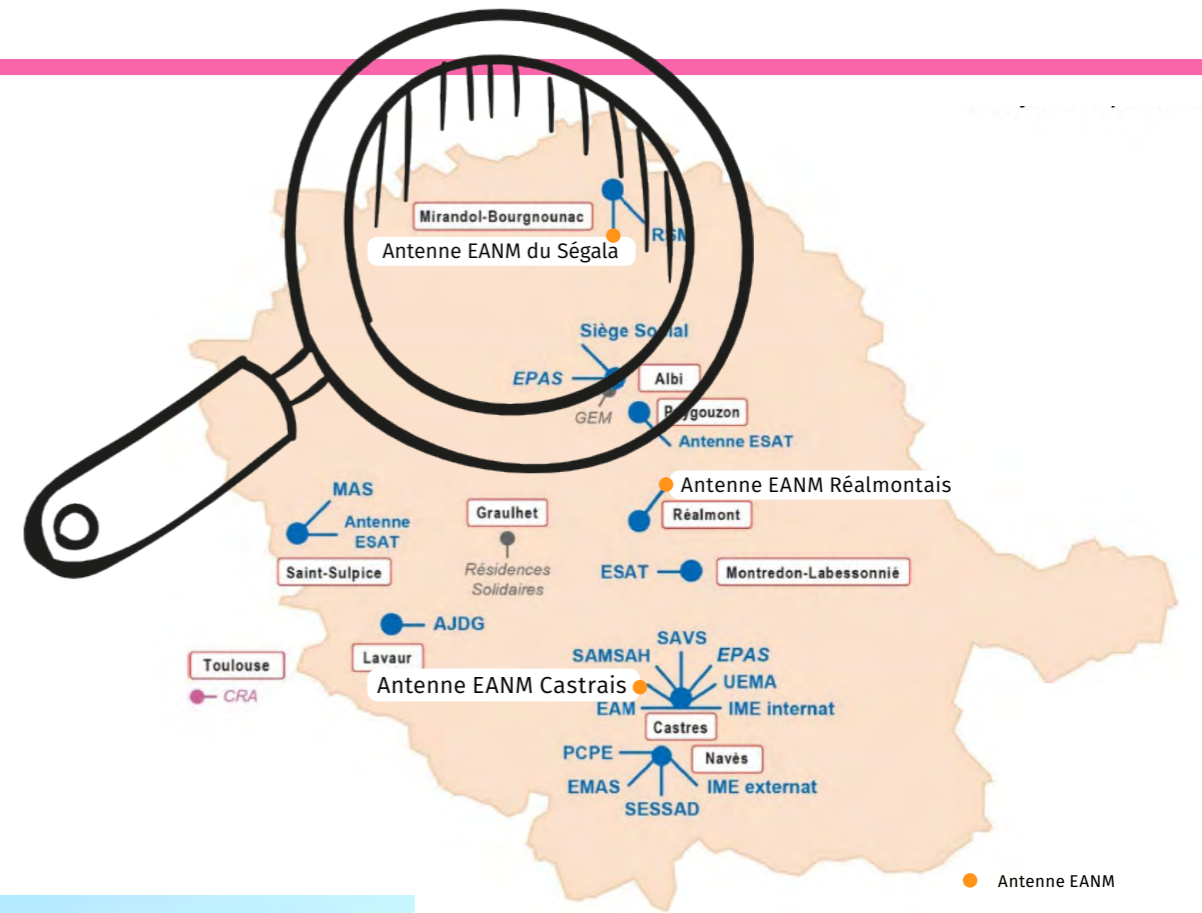 Mirandol-Bourgnounac
Antenne EANM du Ségala
RSM
Siège Social
EPAS
Albi
GEM
Puygouzon
Antenne ESAT
Antenne EANM Réalmontais
MAS
Antenne
ESAT
Graulhet
Réalmont
Saint-Sulpice
Résidences
Solidaires
ESAT
Montredon-Labessonnié
AJDG
Lavaur
Toulouse
CRA
SAVS
SAMSAH
EPAS
UEMA
Antenne EANM Castrais
EAM
IME internat
Castres
PCPE
Navès
EMAS
IME externat
SESSAD
Antenne EANM